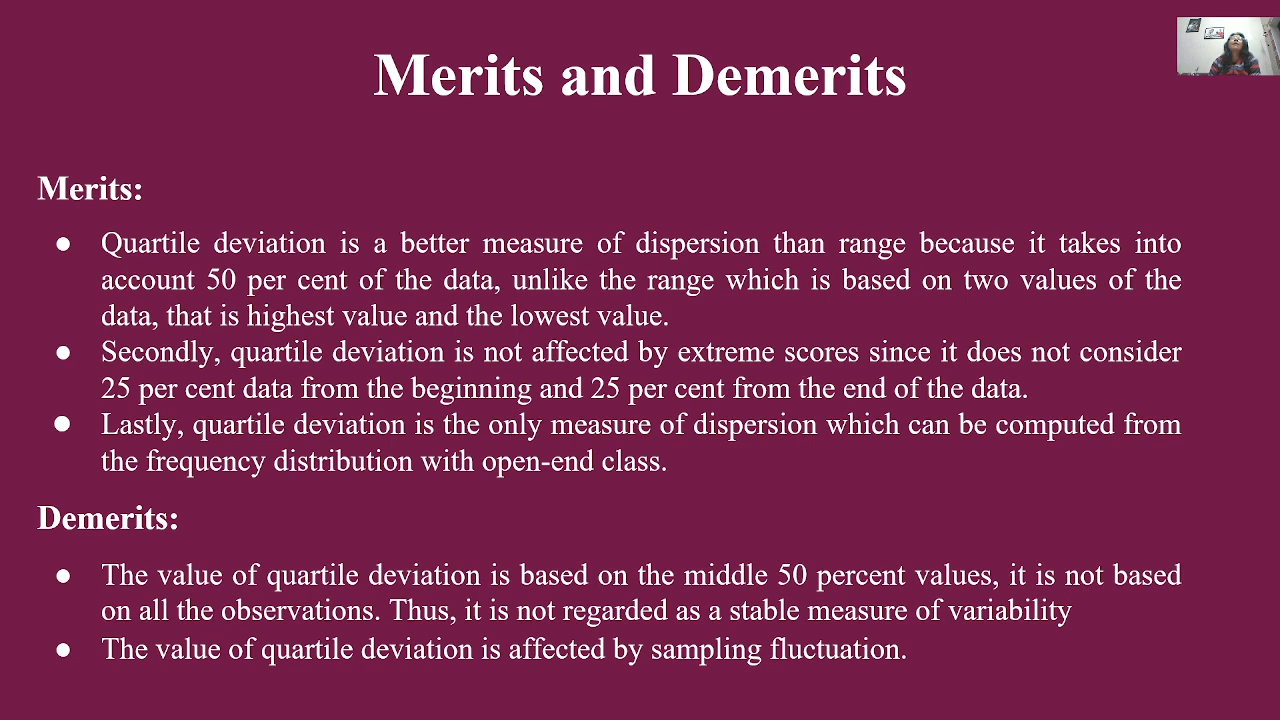 Merits and Demerits
Merits:
● Quartile deviation is a better measure of dispersion than range because it takes into
account 50 per cent of the data, unlike the range which is based on two values of the
data, that is highest value and the lowest value.
● Secondly, quartile deviation is not affected by extreme scores since it does not consider
25 per cent data from the beginning and 25 per cent from the end of the data.
● Lastly, quartile deviation is the only measure of dispersion which can be computed from
the frequency distribution with open-end class.
Demerits:
● The value of quartile deviation is based on the middle 50 percent values, it is not based
on all the observations. Thus, it is not regarded as a stable measure of variability
● The value of quartile deviation is affected by sampling fluctuation.